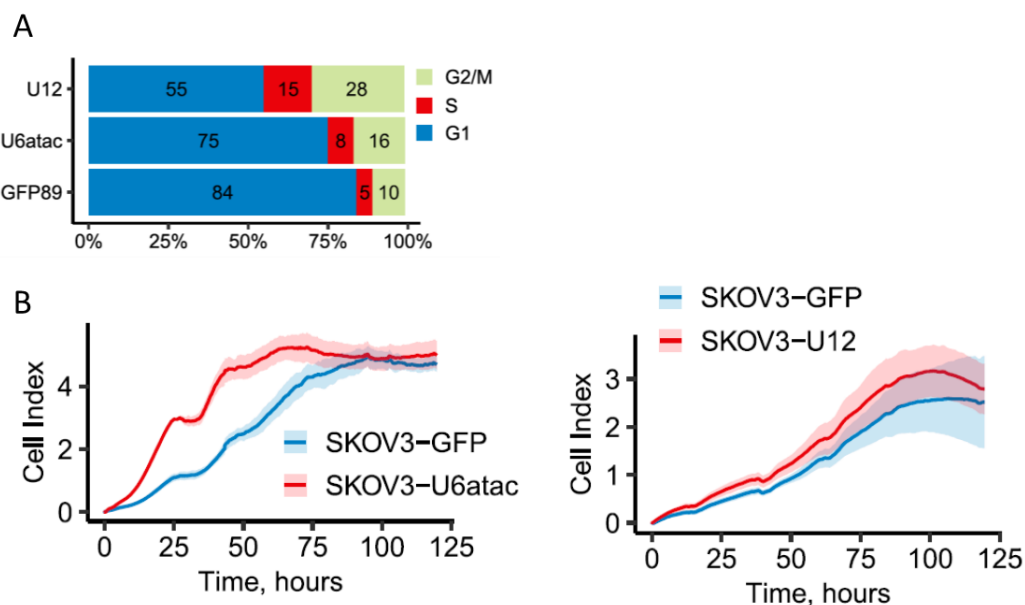 A
U12
55 15 28
G2/M
S
G1
U6atac
75 8 16
GFP89
84 5 10
0% 25% 50% 75% 100%
B
Cell Index
4
2
0
SKOV3-GFP
SKOV3-U6atac
0 25 50 75 100 125
Time, hours
SKOV3-GFP
SKOV3-U12
Cell Index
3
2
1
0
0 25 50 75 100 125
Time, hours